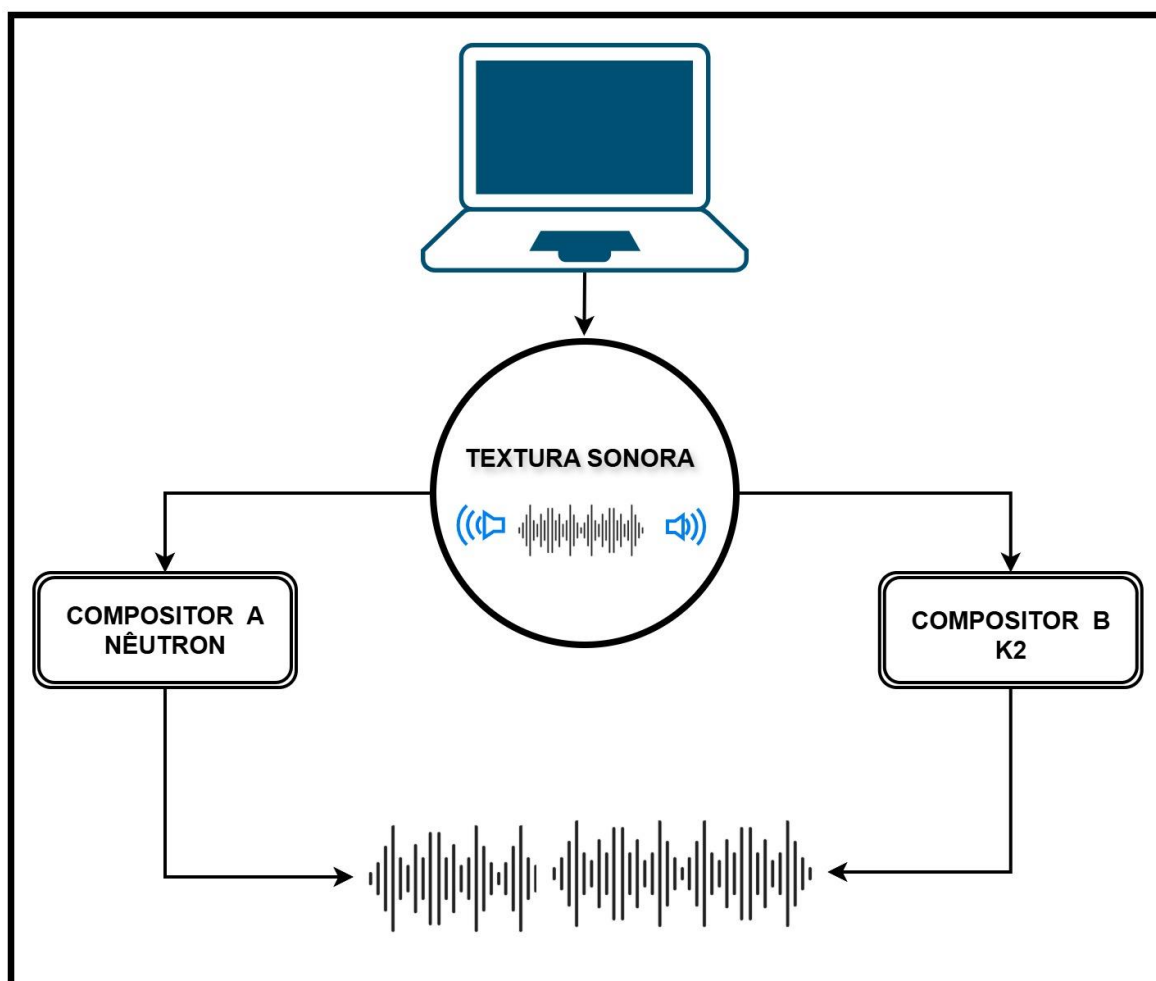 TEXTURA SONORA
COMPOSITOR A
NÊUTRON
COMPOSITOR B
K2